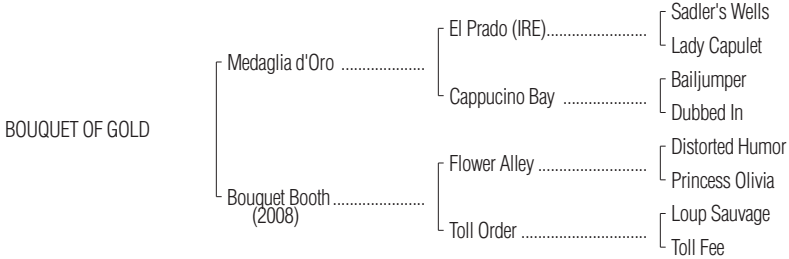 Sadler's Wells
El Prado (IRE)........................
Lady Capulet
Medaglia d'Oro ....................
Bailjumper
Cappucino Bay ....................
Dubbed In
BOUQUET OF GOLD
Distorted Humor
Flower Alley ..........................
Princess Olivia
Bouquet Booth ......................
(2008)
Loup Sauvage
Toll Order ..............................
Toll Fee